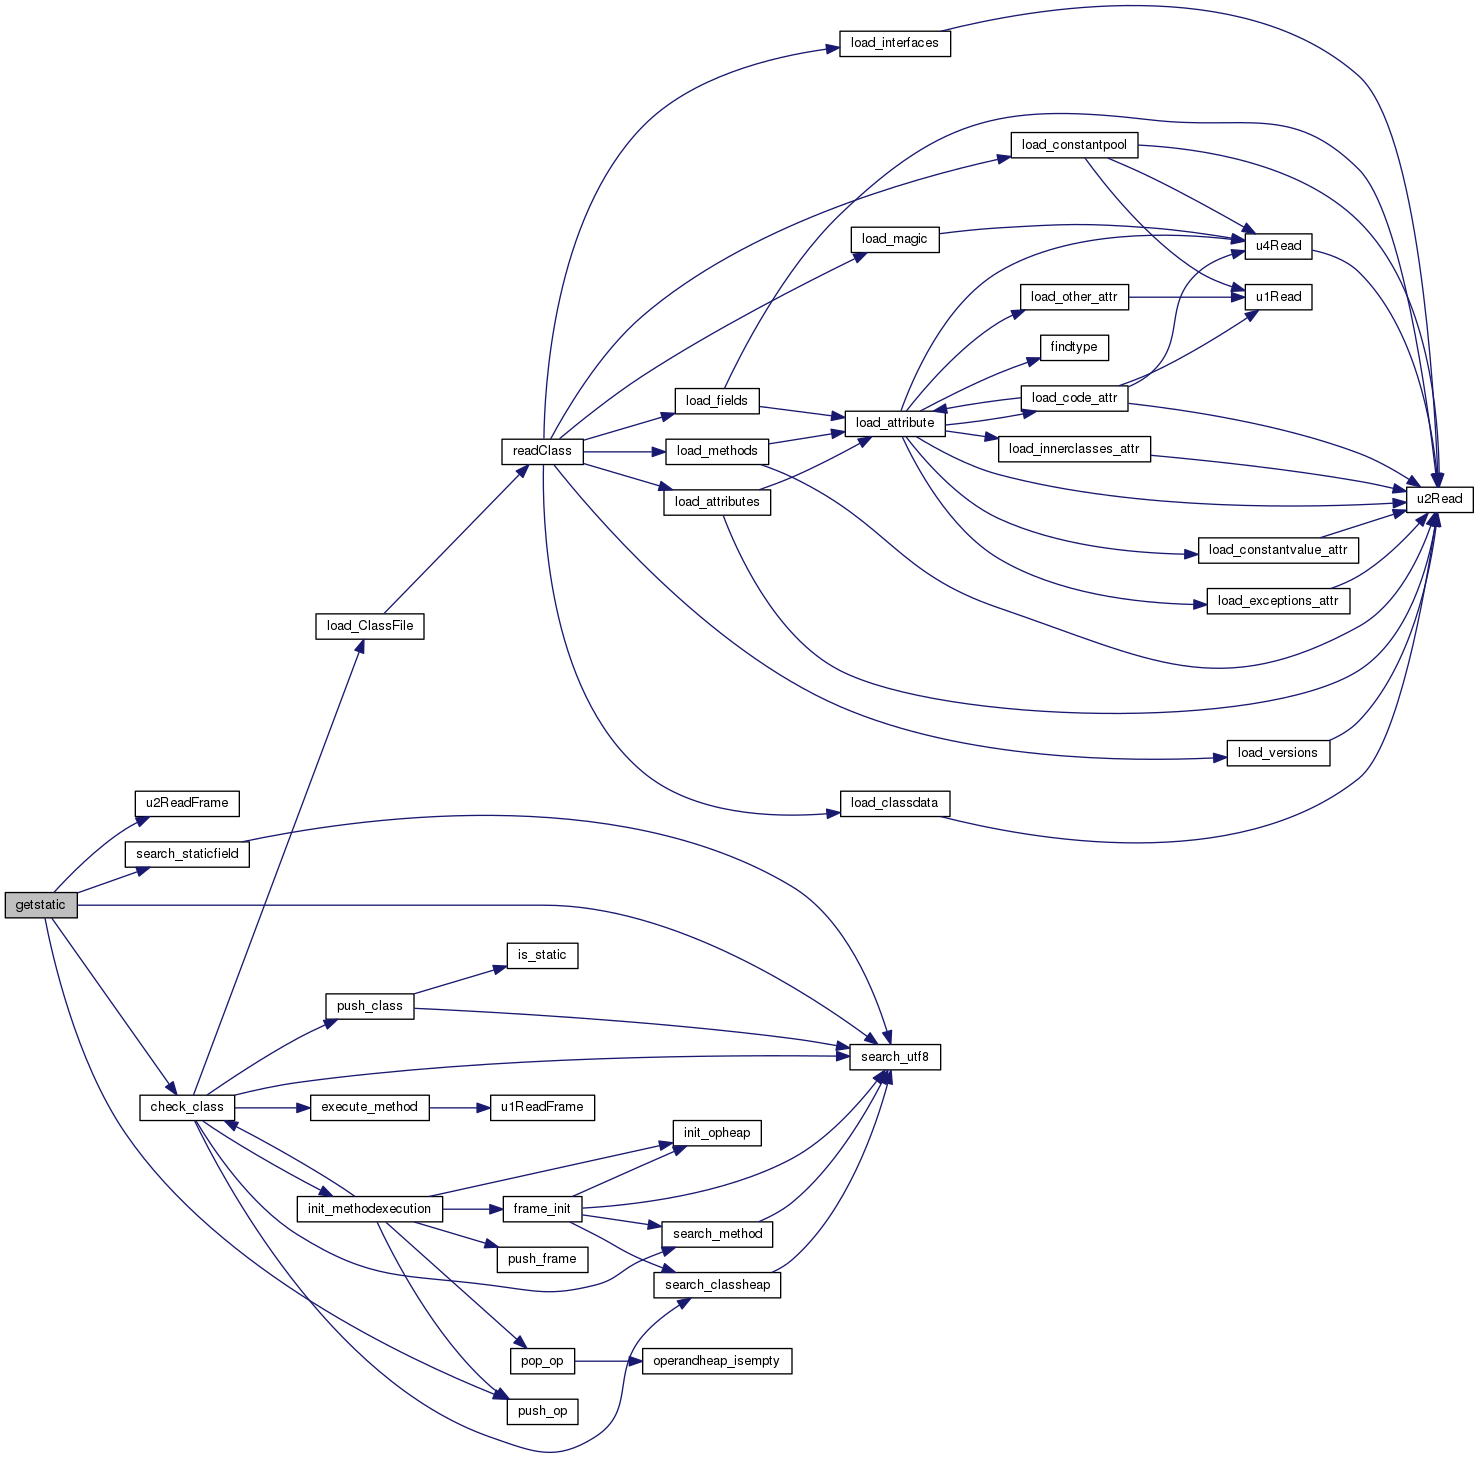 load_interfaces
load_constantpool
load_magic
u4Read
load_other_attr
u1Read
findtype
load_fields
load_code_attr
load_attribute
readClass
load_methods
load_innerclasses_attr
load_attributes
u2Read
load_constantvalue_attr
load_exceptions_attr
load_ClassFile
load_versions
u2ReadFrame
load_classdata
search_staticfield
getstatic
is_static
push_class
search_utf8
check_class
execute_method
u1ReadFrame
init_opheap
init_methodexecution
frame_init
search_method
push_frame
search_classheap
pop_op
operandheap_isempty
push_op